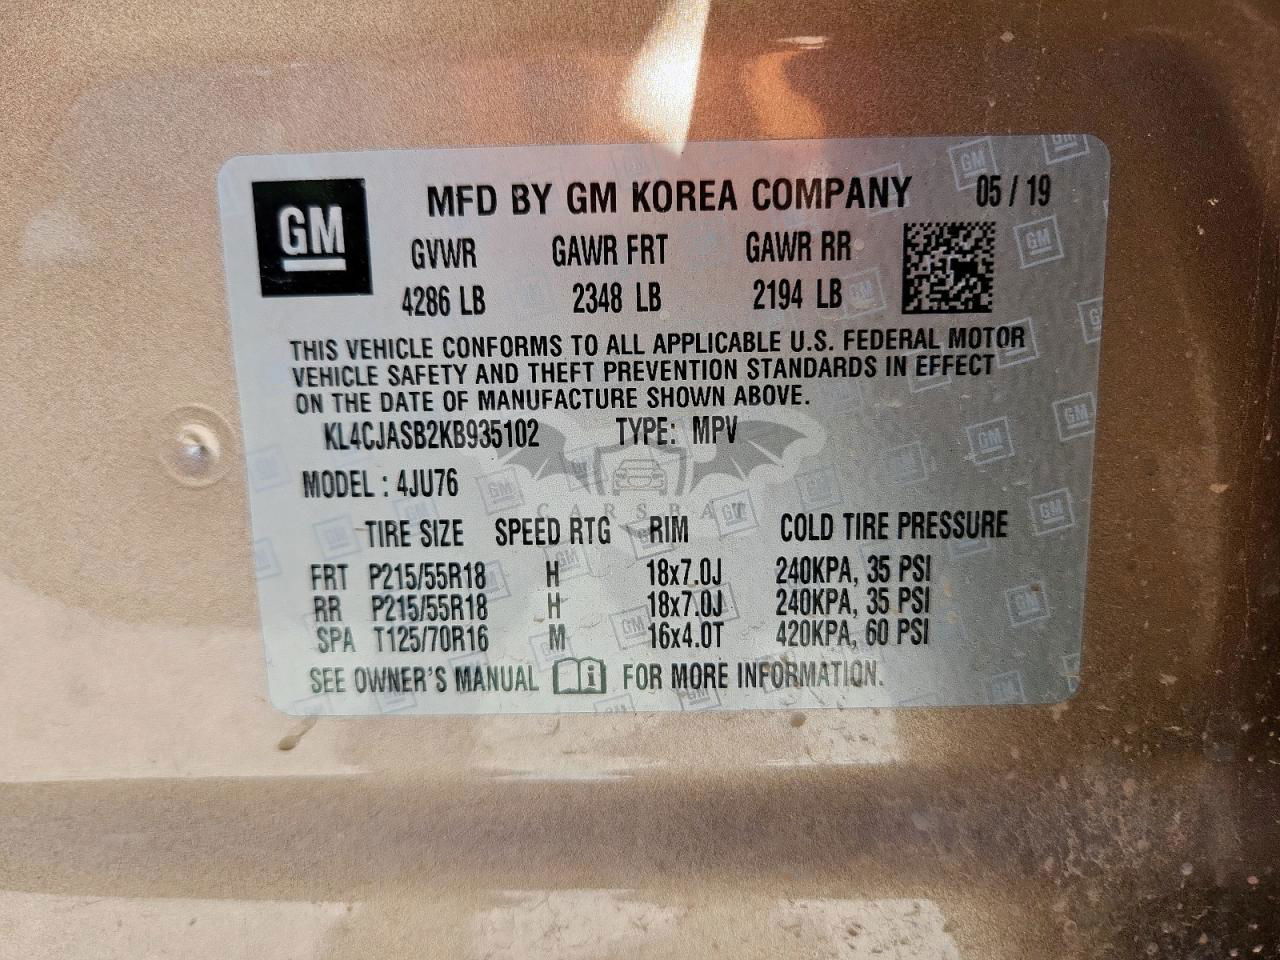 GM
MFD BY GM KOREA COMPANY 05 / 19
GVWR GAWR FRT GAWR RR
4286 LB 2348 LB 2194 LB
THIS VEHICLE CONFORMS TO ALL APPLICABLE U.S. FEDERAL MOTOR
VEHICLE SAFETY AND THEFT PREVENTION STANDARDS IN EFFECT
ON THE DATE OF MANUFACTURE SHOWN ABOVE.
KL4CJASB2KB935102 TYPE: MPV
MODEL : 4JU76
TIRE SIZE SPEED RTG RIM COLD TIRE PRESSURE
FRT P215/55R18 H 18x7.0J 240KPA, 35 PSI
RR P215/55R18 H 18x7.0J 240KPA, 35 PSI
SPA T125/70R16 M 16x4.0T 420KPA, 60 PSI
SEE OWNER'S MANUAL i FOR MORE INFORMATION.